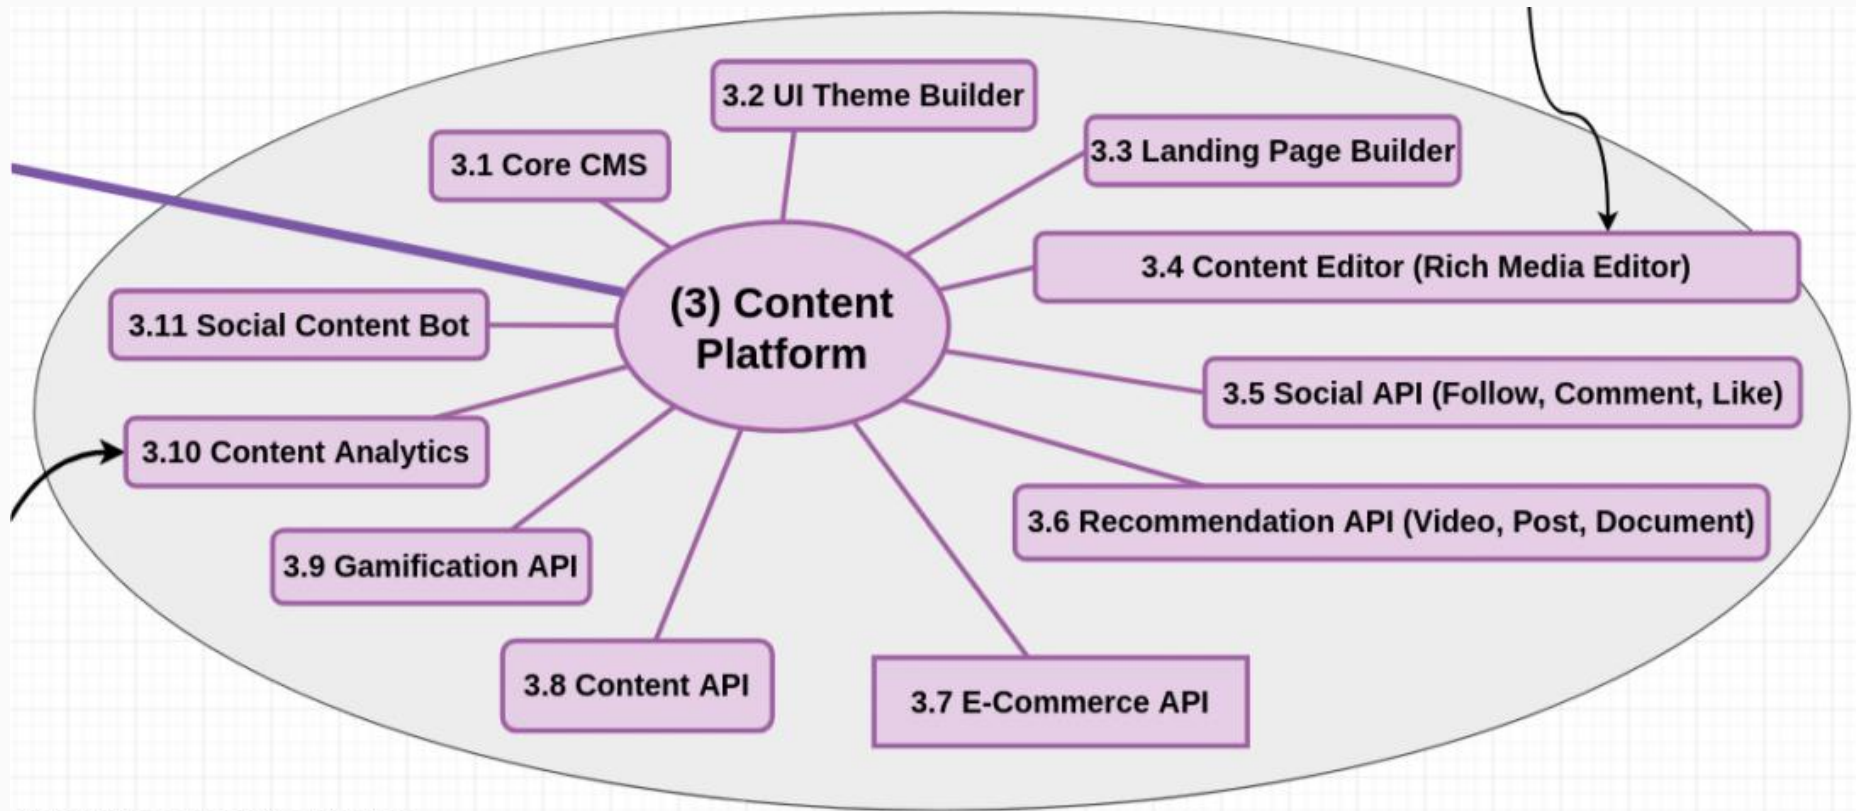 3.2 UI Theme Builder
3.1 Core CMS
3.3 Landing Page Builder
3.4 Content Editor (Rich Media Editor)
(3) Content
Platform
3.11 Social Content Bot
3.5 Social API (Follow, Comment, Like)
3.10 Content Analytics
3.6 Recommendation API (Video, Post, Document)
3.9 Gamification API
3.8 Content API
3.7 E-Commerce API